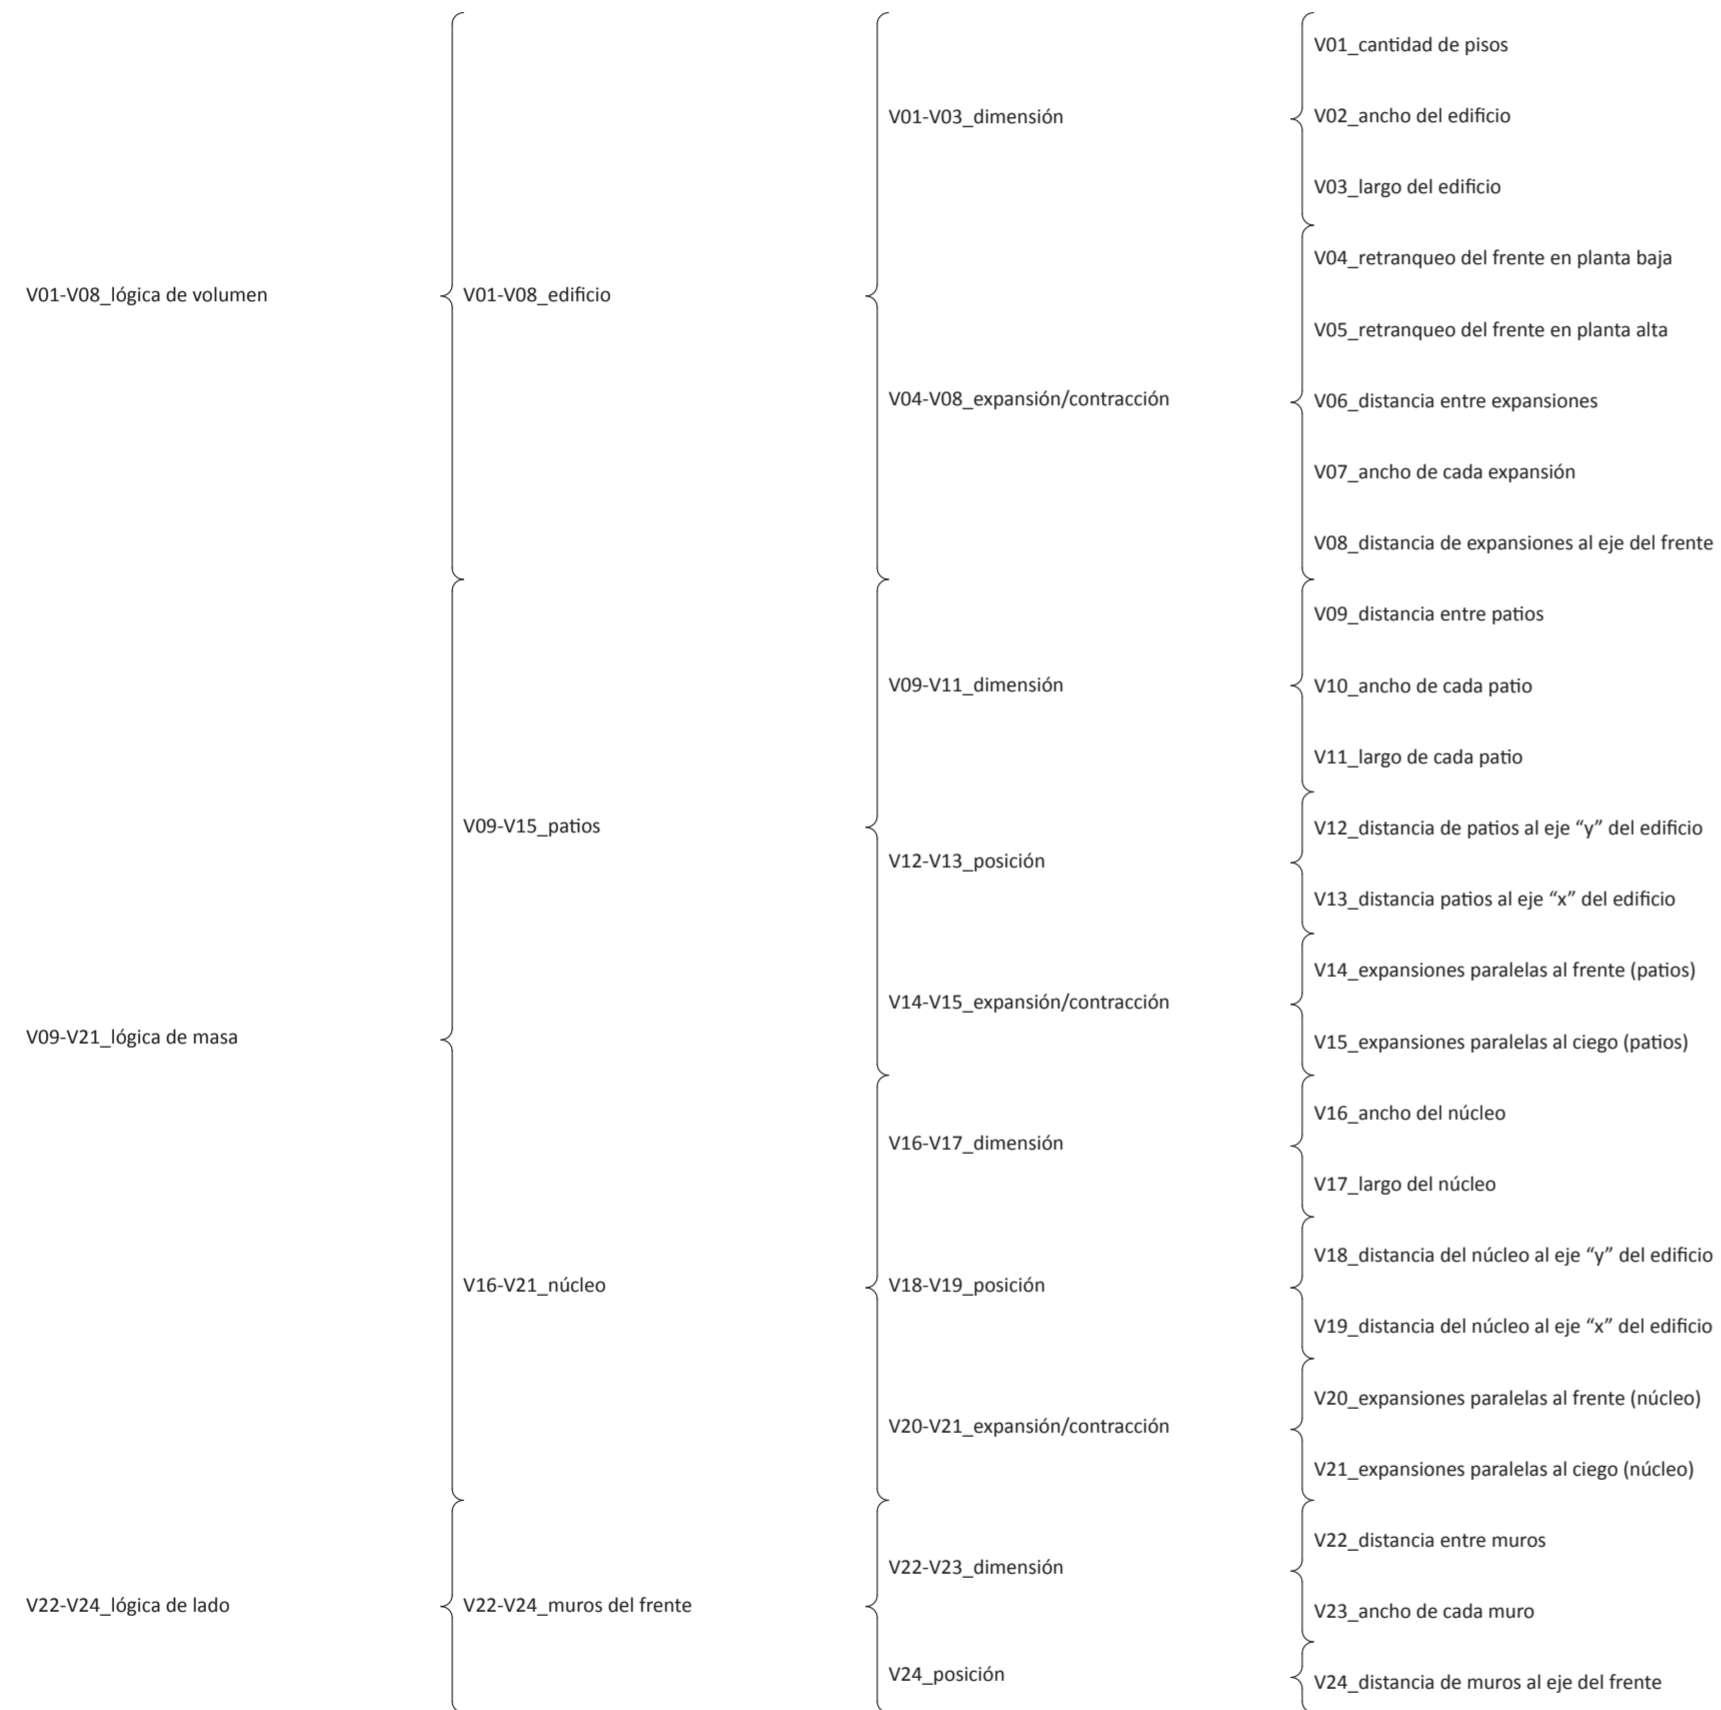 V01-V08_lógica de volumen
V01-V08_edificio
V01-V03_dimensión
V01_cantidad de pisos
V02_ancho del edificio
V03_largo del edificio
V04-V08_expansión/contracción
V04_retranqueo del frente en planta baja
V05_retranqueo del frente en planta alta
V06_distancia entre expansiones
V07_ancho de cada expansión
V08_distancia de expansiones al eje del frente
V09-V21_lógica de masa
V09-V15_patios
V09-V11_dimensión
V09_distancia entre patios
V10_ancho de cada patio
V11_largo de cada patio
V12-V13_posición
V12_distancia de patios al eje “y” del edificio
V13_distancia patios al eje “x” del edificio
V14-V15_expansión/contracción
V14_expansiones paralelas al frente (patios)
V15_expansiones paralelas al ciego (patios)
V16-V21_núcleo
V16-V17_dimensión
V16_ancho del núcleo
V17_largo del núcleo
V18-V19_posición
V18_distancia del núcleo al eje “y” del edificio
V19_distancia del núcleo al eje “x” del edificio
V20-V21_expansión/contracción
V20_expansiones paralelas al frente (núcleo)
V21_expansiones paralelas al ciego (núcleo)
V22-V24_lógica de lado
V22-V24_muros del frente
V22-V23_dimensión
V22_distancia entre muros
V23_ancho de cada muro
V24_posición
V24_distancia de muros al eje del frente